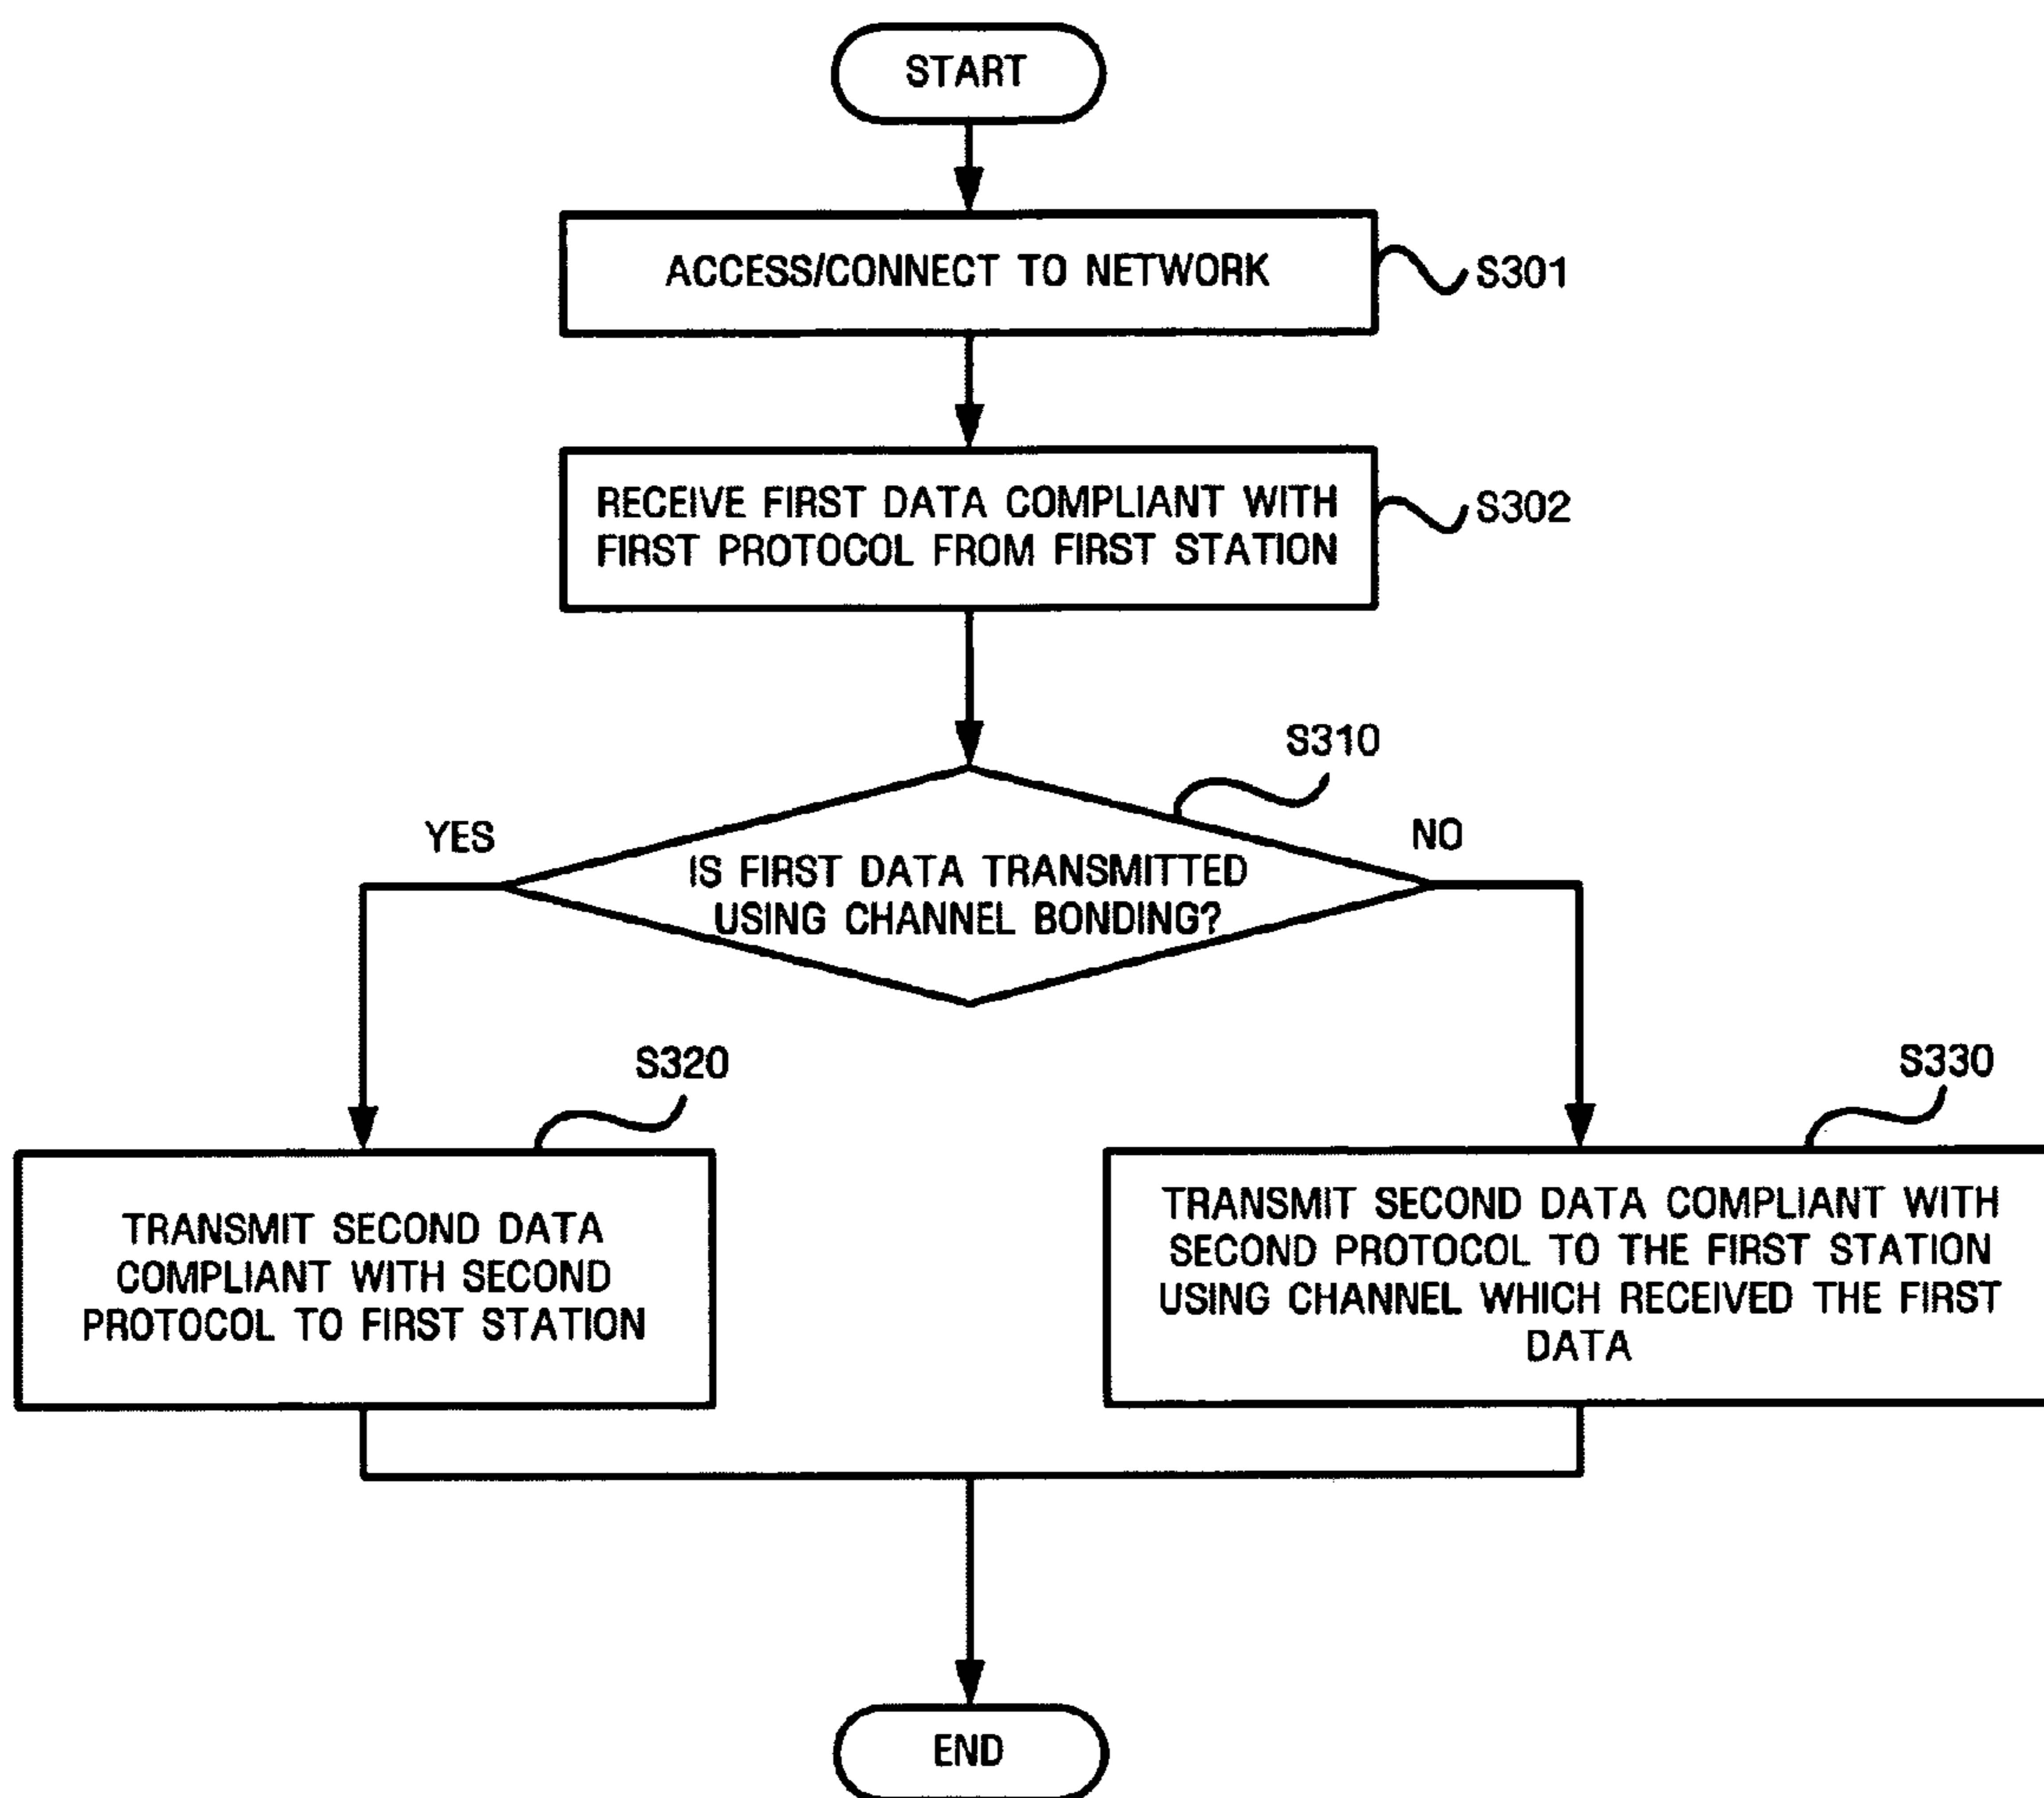 START
ACCESS/CONNECT TO NETWORK
S301
RECEIVE FIRST DATA COMPLIANT WITH
FIRST PROTOCOL FROM FIRST STATION
S302
S310
YES
NO
IS FIRST DATA TRANSMITTED
USING CHANNEL BONDING?
S320
S330
TRANSMIT SECOND DATA
COMPLIANT WITH SECOND
PROTOCOL TO FIRST STATION
TRANSMIT SECOND DATA COMPLIANT WITH
SECOND PROTOCOL TO THE FIRST STATION
USING CHANNEL WHICH RECEIVED THE FIRST
DATA
END